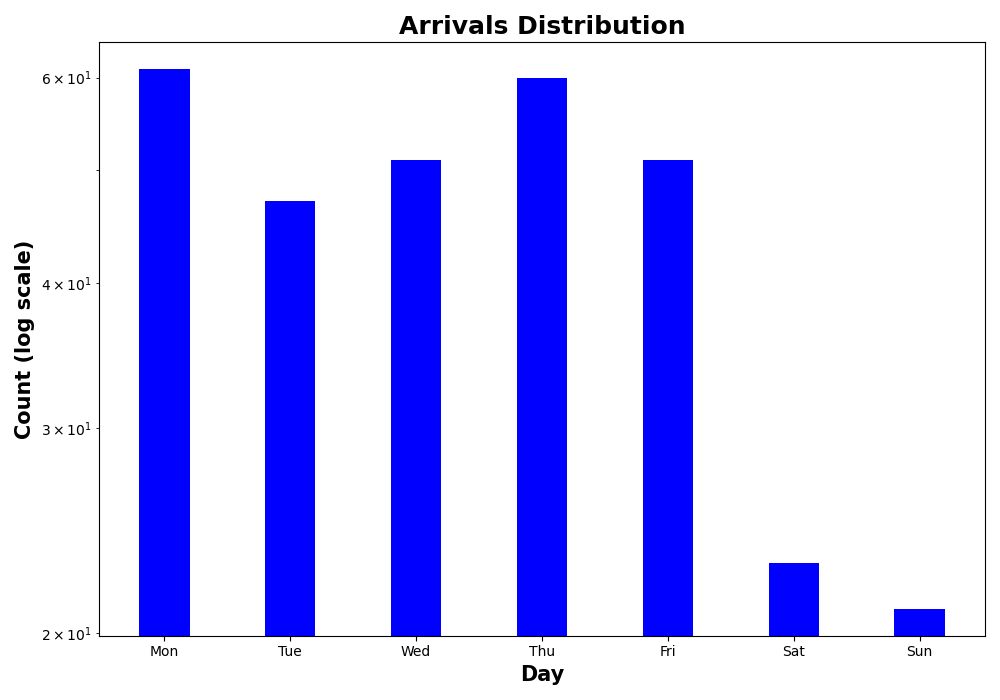 Arrivals Distribution
Count (log scale)
6 × 10¹
4 × 10¹
3 × 10¹
2 × 10¹
Mon Tue Wed Thu Fri Sat Sun
Day